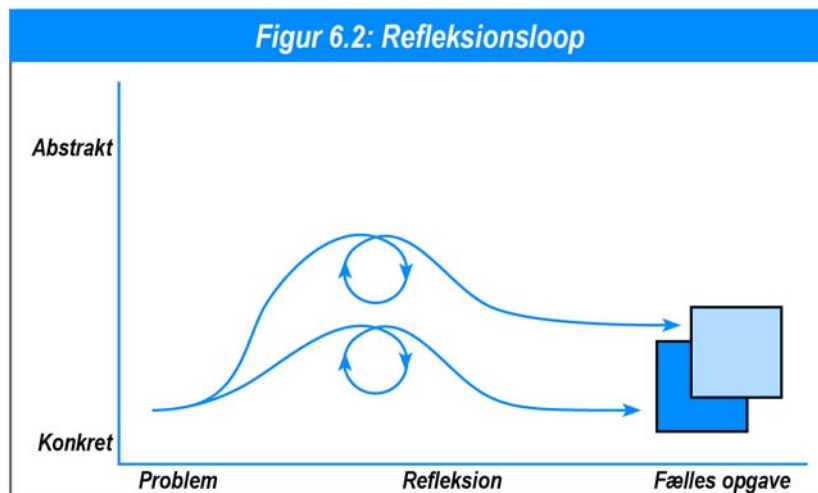 Figur 6.2: Refleksionsloop
Abstrakt
Konkret
Problem
Refleksion
Fælles opgave